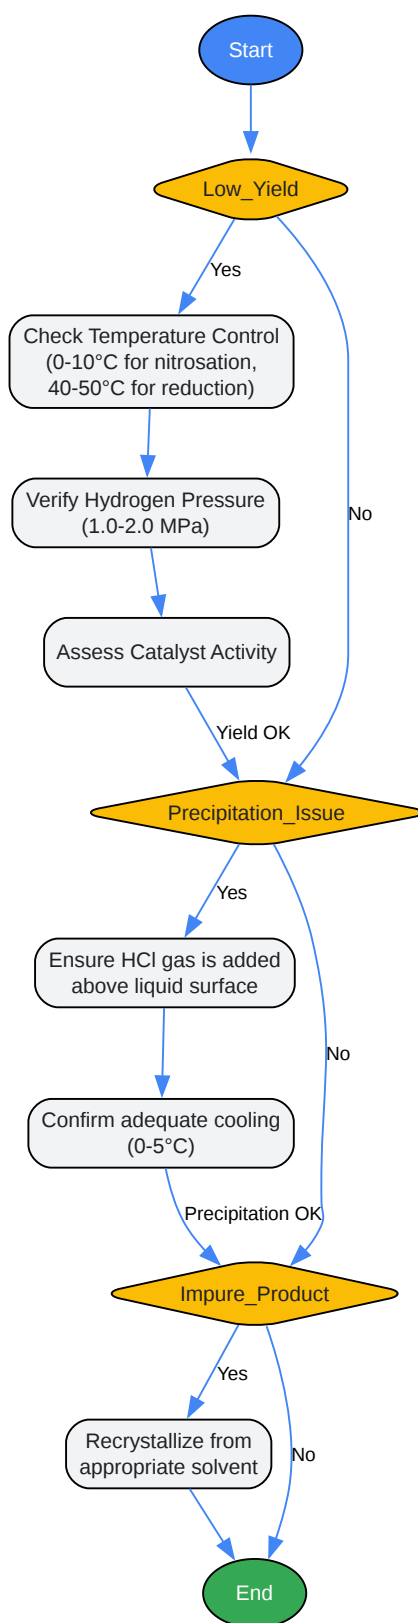 Start
Low_Yield
Yes
Check Temperature Control
(0-10°C for nitrosation,
40-50°C for reduction)
Verify Hydrogen Pressure
(1.0-2.0 MPa)
No
Assess Catalyst Activity
Yield OK
Precipitation_Issue
Yes
Ensure HCl gas is added
above liquid surface
No
Confirm adequate cooling
(0-5°C)
Precipitation OK
Impure_Product
Yes
Recrystallize from
appropriate solvent
No
End